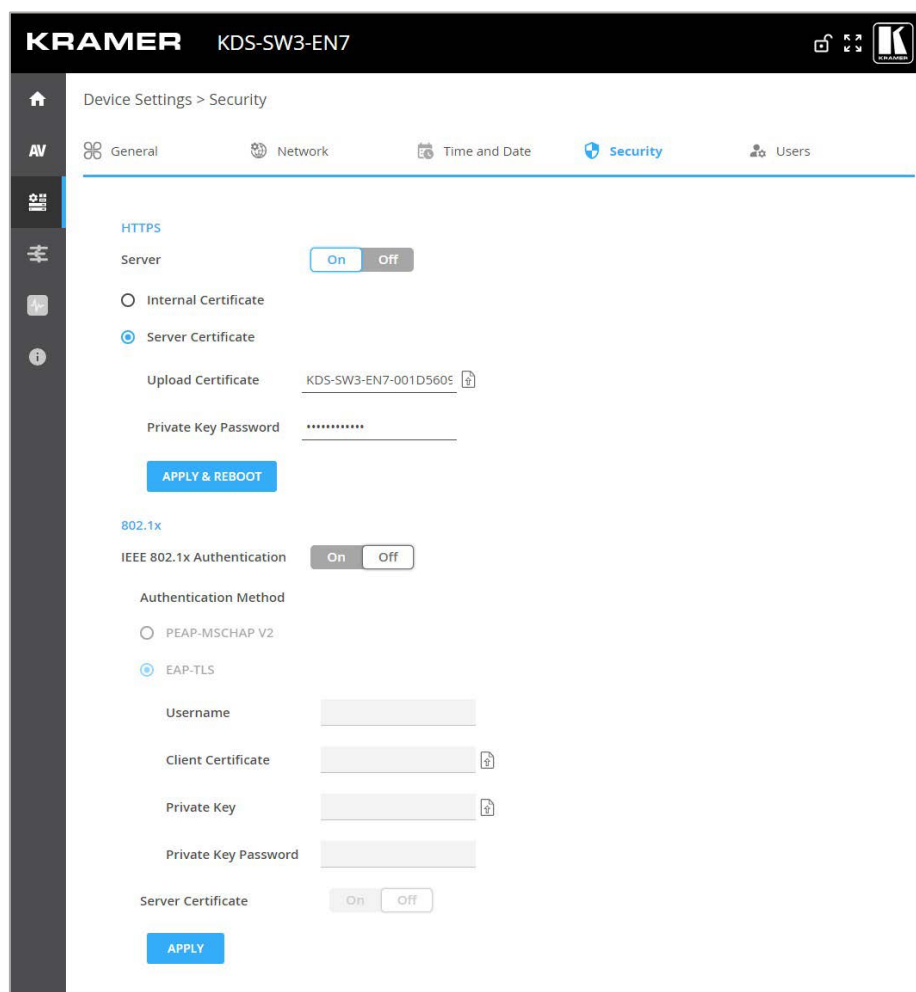 KRAMER KDS-SW3-EN7
KRAMER
Device Settings > Security
AV General Network Time and Date Security Users
HTTPS
Server On Off
Internal Certificate
Server Certificate
Upload Certificate KDS-SW3-EN7-001D5609
Private Key Password ••••••••••••
APPLY & REBOOT
802.1x
IEEE 802.1x Authentication On Off
Authentication Method
PEAP-MSCHAP V2
EAP-TLS
Username
Client Certificate
Private Key
Private Key Password
Server Certificate On Off
APPLY